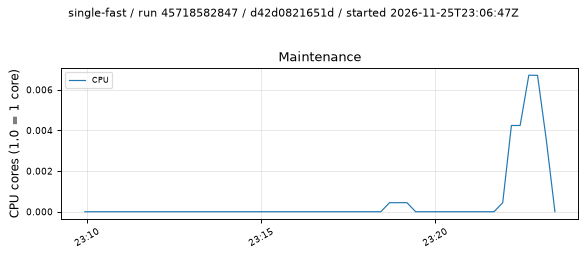 single-fast / run 45718582847 / d42d0821651d / started 2026-11-25T23:06:47Z
Maintenance
CPU
CPU cores (1.0 = 1 core)
0.006
0.004
0.002
0.000
23:10
23:15
23:20